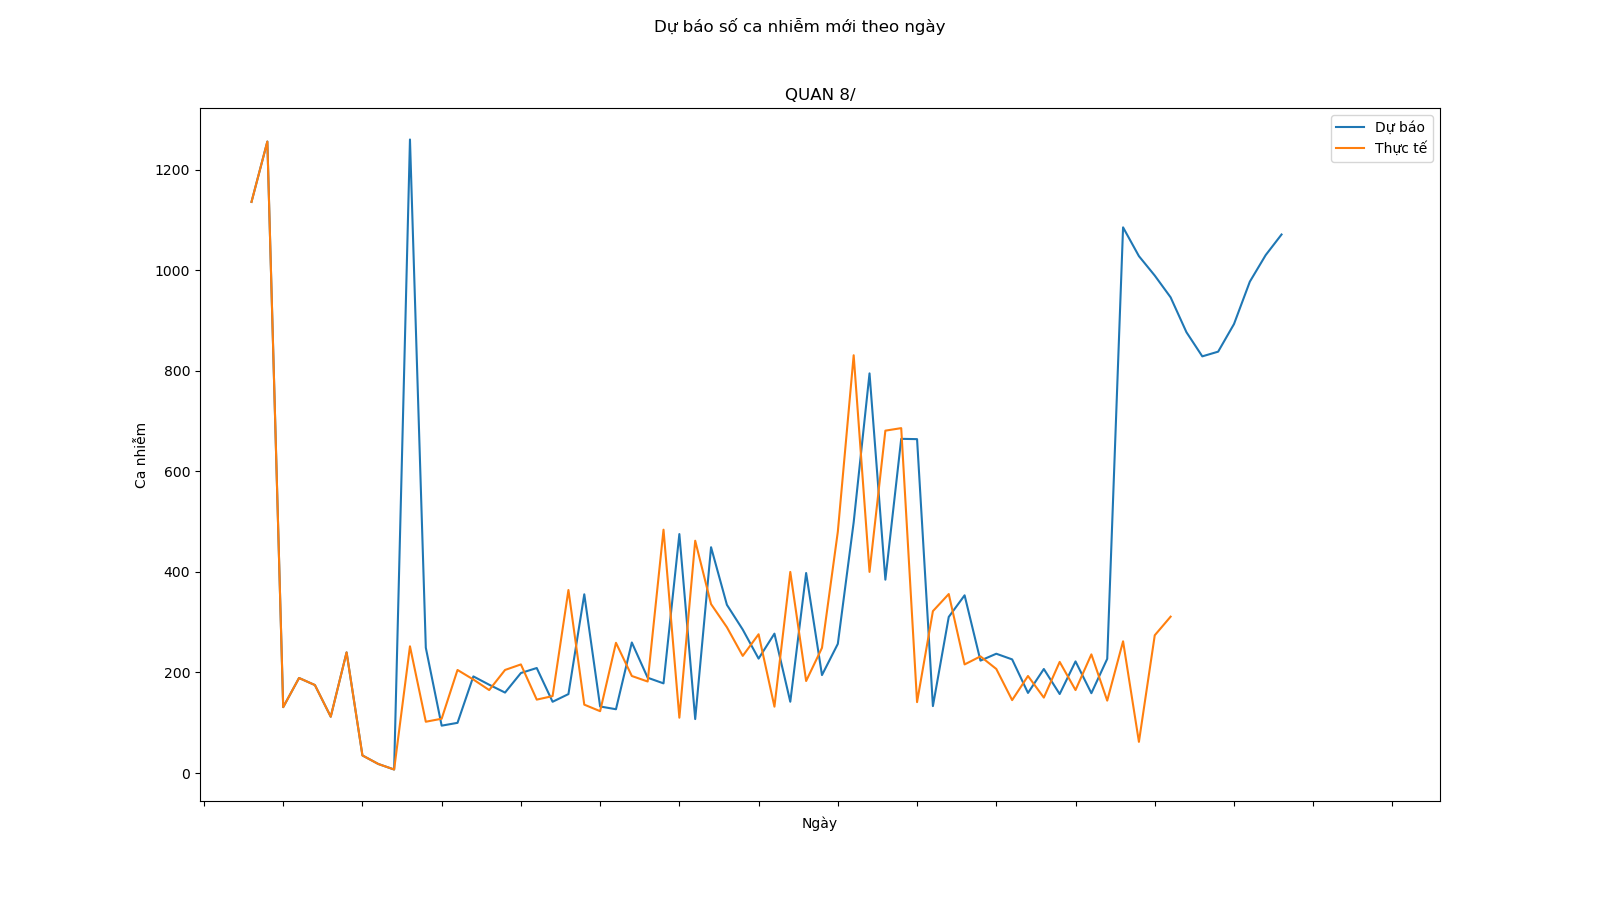 Dự báo số ca nhiễm mới theo ngày
QUAN 8/
Dự báo
Thực tế
1200
1000
800
600
400
200
0
Ca nhiễm
Ngày